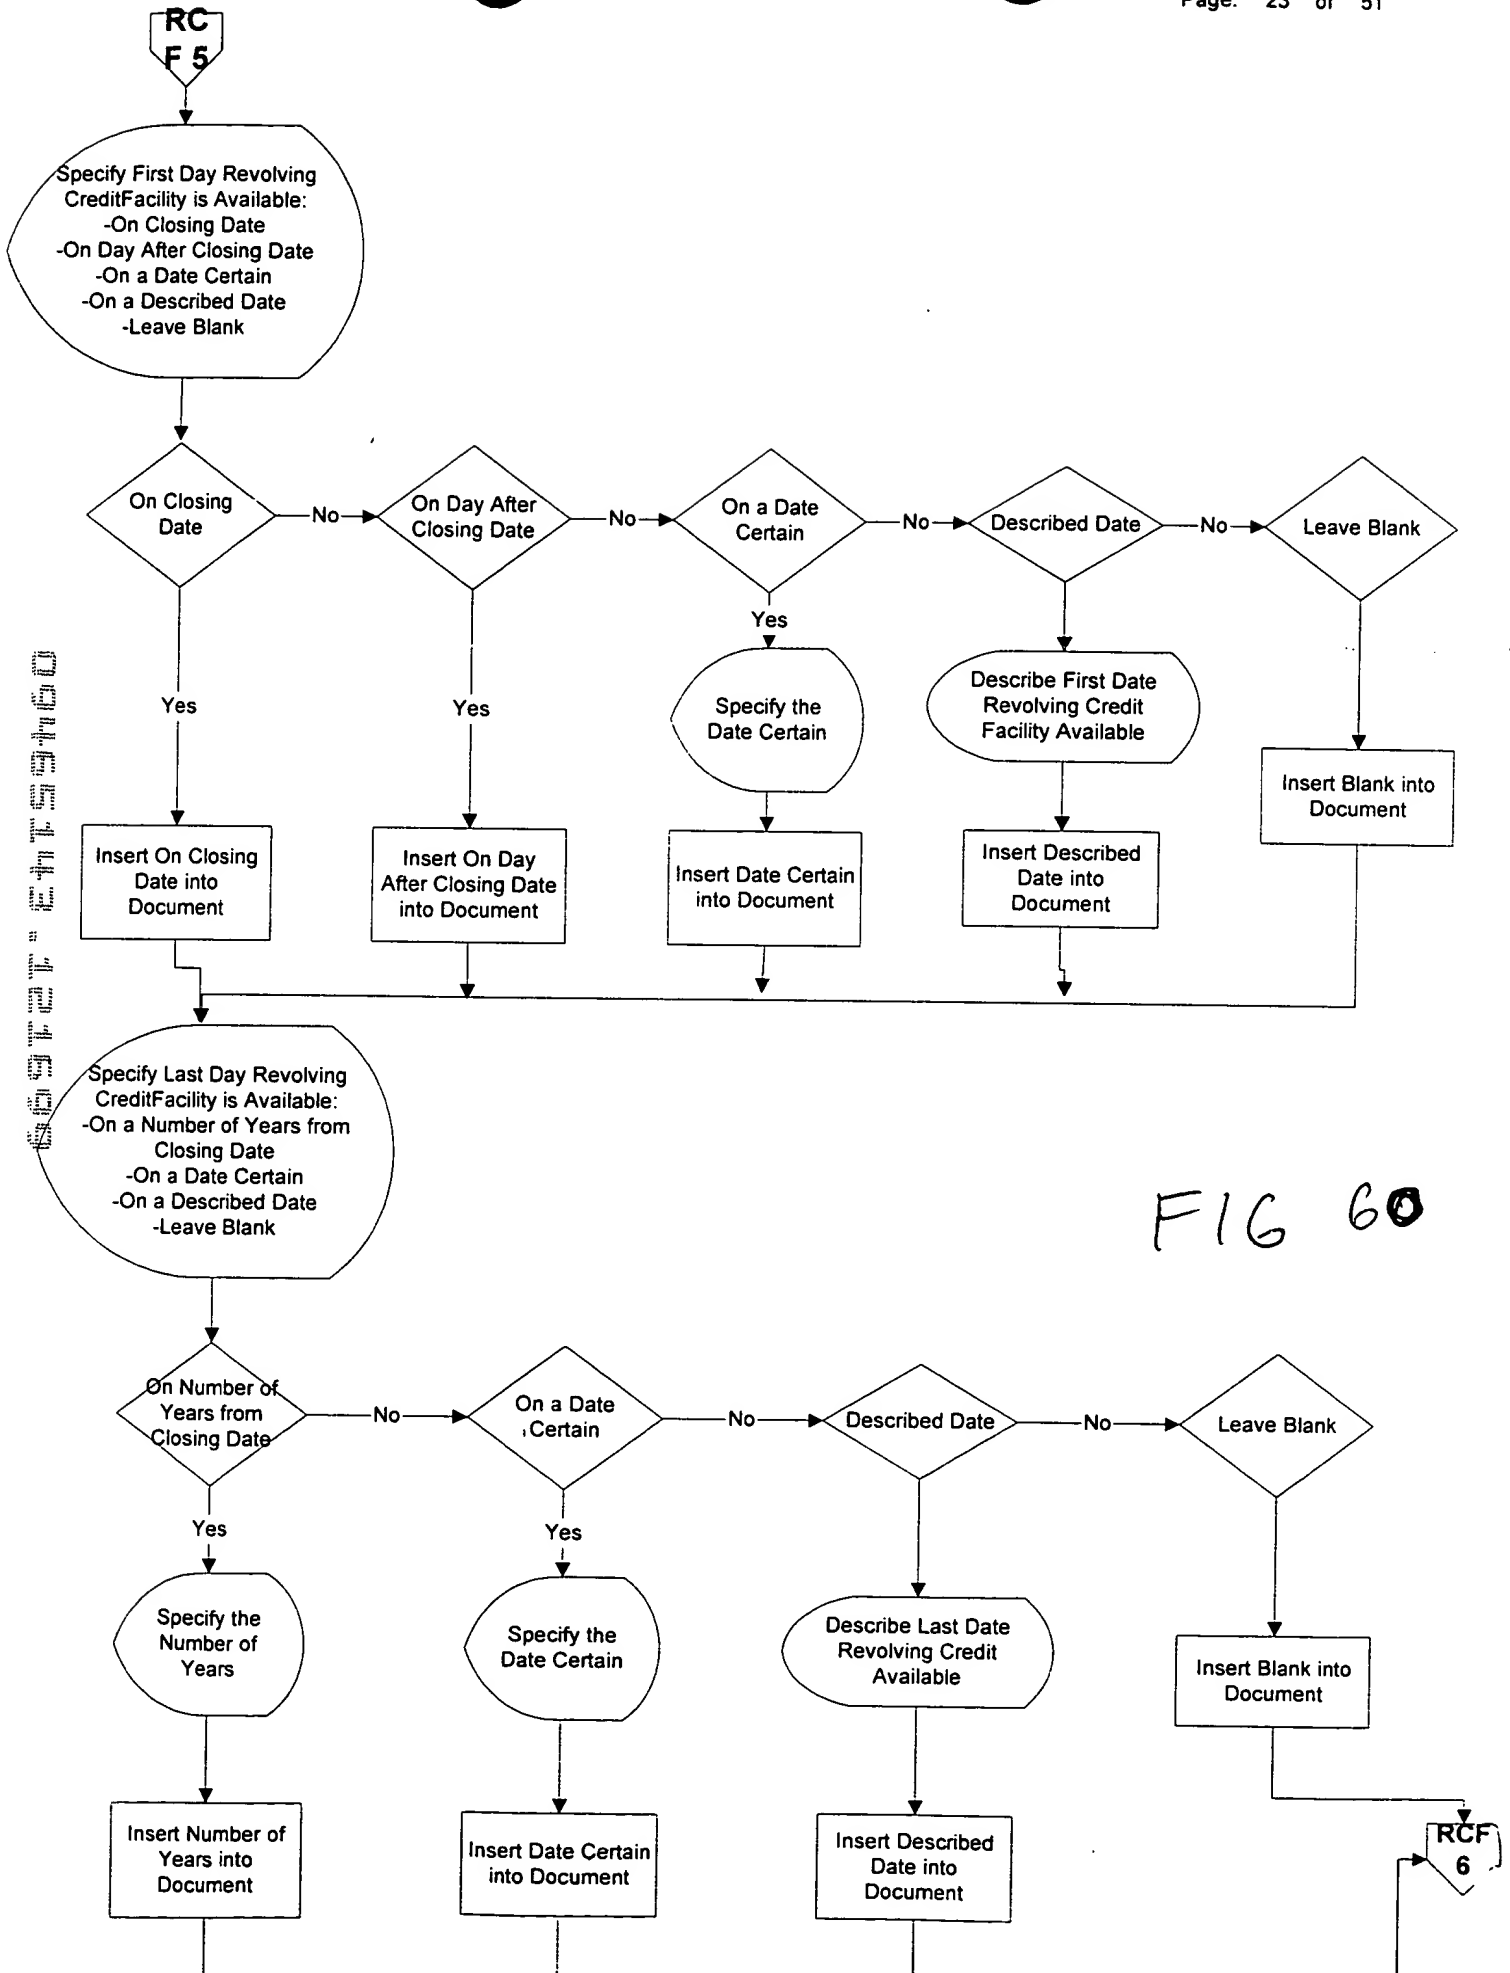 Page: 23 of 51
RC
F 5
Specify First Day Revolving
CreditFacility is Available:
-On Closing Date
-On Day After Closing Date
-On a Date Certain
-On a Described Date
-Leave Blank
On Closing
Date
No
On Day After
Closing Date
No
On a Date
Certain
No
Described Date
No
Leave Blank
Yes
Yes
Yes
Specify the
Date Certain
Describe First Date
Revolving Credit
Facility Available
Insert Blank into
Document
Insert On Closing
Date into
Document
Insert On Day
After Closing Date
into Document
Insert Date Certain
into Document
Insert Described
Date into
Document
Specify Last Day Revolving
CreditFacility is Available:
-On a Number of Years from
Closing Date
-On a Date Certain
-On a Described Date
-Leave Blank
FIG 60
On Number of
Years from
Closing Date
No
On a Date
Certain
No
Described Date
No
Leave Blank
Yes
Yes
Specify the
Number of
Years
Specify the
Date Certain
Describe Last Date
Revolving Credit
Available
Insert Blank into
Document
Insert Number of
Years into
Document
Insert Date Certain
into Document
Insert Described
Date into
Document
RCF
6